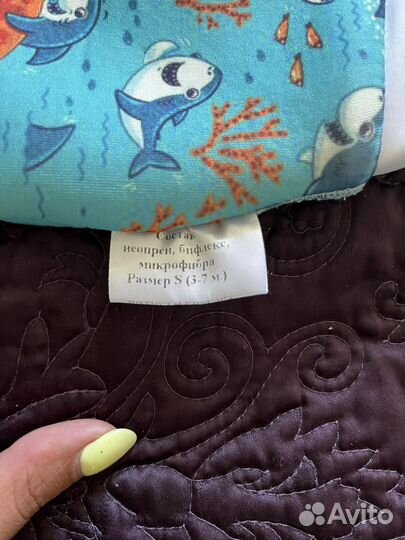 Состав
неопрен, бифлекс,
микрофибра
Размер S (3-7 м.)
Avito